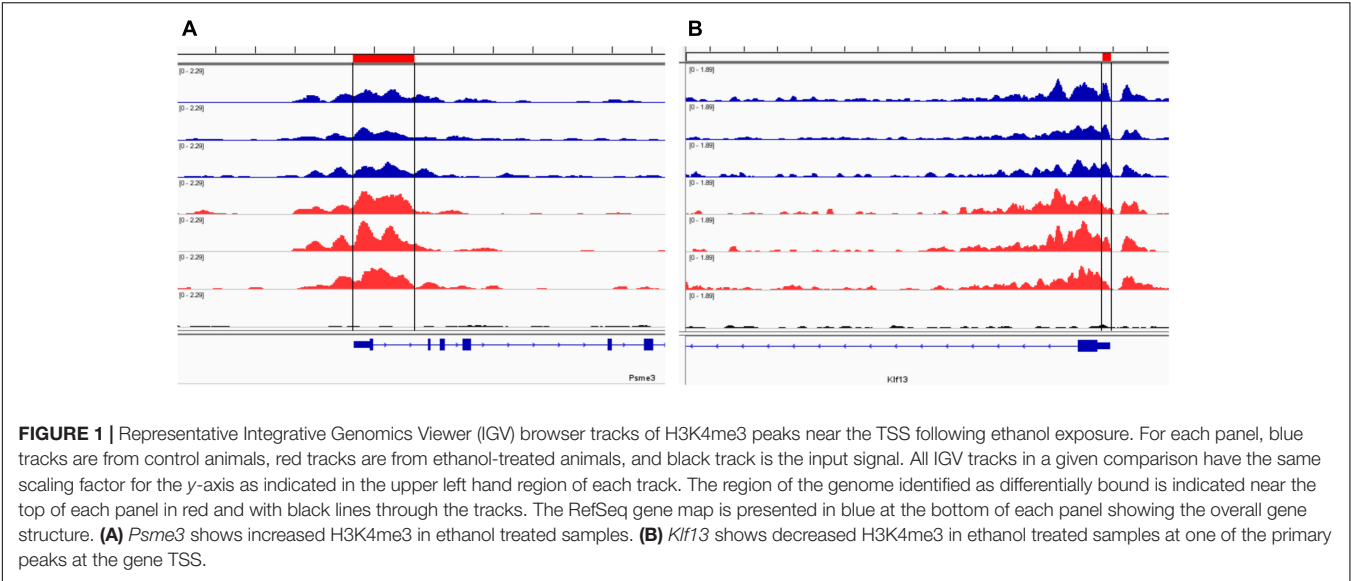 A
B
[0 - 2.29]
[0 - 2.29]
[0 - 2.29]
[0 - 2.29]
[0 - 2.29]
[0 - 2.29]
[0 - 2.29]
Psme3
[0 - 1.89]
[0 - 1.89]
[0 - 1.89]
[0 - 1.89]
[0 - 1.89]
[0 - 1.89]
[0 - 1.89]
Klf13
FIGURE 1 | Representative Integrative Genomics Viewer (IGV) browser tracks of H3K4me3 peaks near the TSS following ethanol exposure. For each panel, blue
tracks are from control animals, red tracks are from ethanol-treated animals, and black track is the input signal. All IGV tracks in a given comparison have the same
scaling factor for the y-axis as indicated in the upper left hand region of each track. The region of the genome identified as differentially bound is indicated near the
top of each panel in red and with black lines through the tracks. The RefSeq gene map is presented in blue at the bottom of each panel showing the overall gene
structure. (A) Psme3 shows increased H3K4me3 in ethanol treated samples. (B) Klf13 shows decreased H3K4me3 in ethanol treated samples at one of the primary
peaks at the gene TSS.